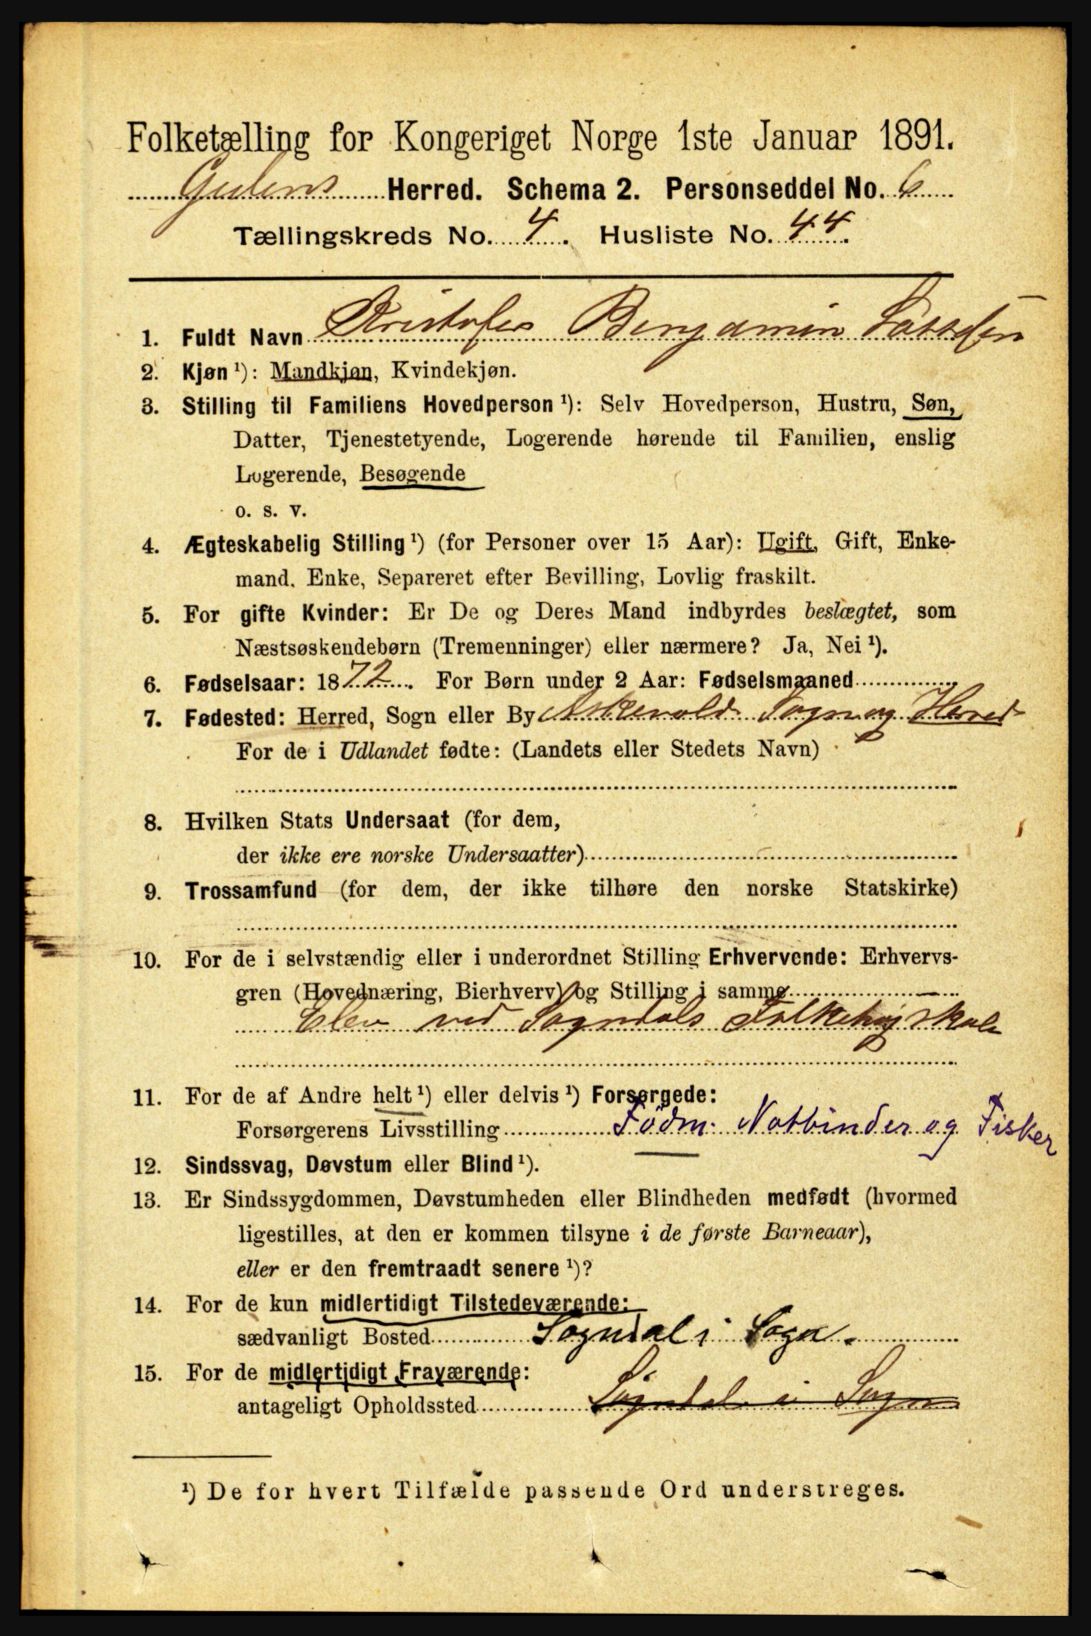 Folketælling for Kongeriget Norge 1ste Januar 1891.
Gulens Herred. Schema 2. Personseddel No. 6
Tællingskreds No. 4. Husliste No. 44.
1. Fuldt Navn Kristofer Benjamin
2. Kjøn ¹): Mandkjøn, Kvindekjøn.
3. Stilling til Familiens Hovedperson ¹): Selv Hovedperson, Hustru, Søn,
Datter, Tjenestetyende, Logerende hørende til Familien, enslig
Logerende, Besøgende
o. s. v.
4. Ægteskabelig Stilling ¹) (for Personer over 15 Aar): Ugift, Gift, Enke-
mand, Enke, Separeret efter Bevilling, Lovlig fraskilt.
5. For gifte Kvinder: Er De og Deres Mand indbyrdes beslægtet, som
Næstsøskendebørn (Tremenninger) eller nærmere? Ja, Nei ¹).
6. Fødselsaar: 1872. For Børn under 2 Aar: Fødselsmaaned
7. Fødested: Herred, Sogn eller By Askevold Sogn og Herred
For de i Udlandet fødte: (Landets eller Stedets Navn)
8. Hvilken Stats Undersaat (for dem,
der ikke ere norske Undersaatter)
9. Trossamfund (for dem, der ikke tilhøre den norske Statskirke)
10. For de i selvstændig eller i underordnet Stilling Erhvervende: Erhvervs-
gren (Hovednæring, Bierhverv) og Stilling i samme
Elev ved Sogndals Folkehøjskole
11. For de af Andre helt ¹) eller delvis ¹) Forsørgede:
Forsørgerens Livsstilling Fødm. Notbinder og Fisker
12. Sindssvag, Døvstum eller Blind ¹).
13. Er Sindssygdommen, Døvstumheden eller Blindheden medfødt (hvormed
ligestilles, at den er kommen tilsyne i de første Barneaar),
eller er den fremtraadt senere ¹)?
14. For de kun midlertidigt Tilstedeværende:
sædvanligt Bosted Sogndal i Sogn.
15. For de midlertidigt Fraværende:
antageligt Opholdssted Sogndal i Sogn
¹) De for hvert Tilfælde passende Ord understreges.